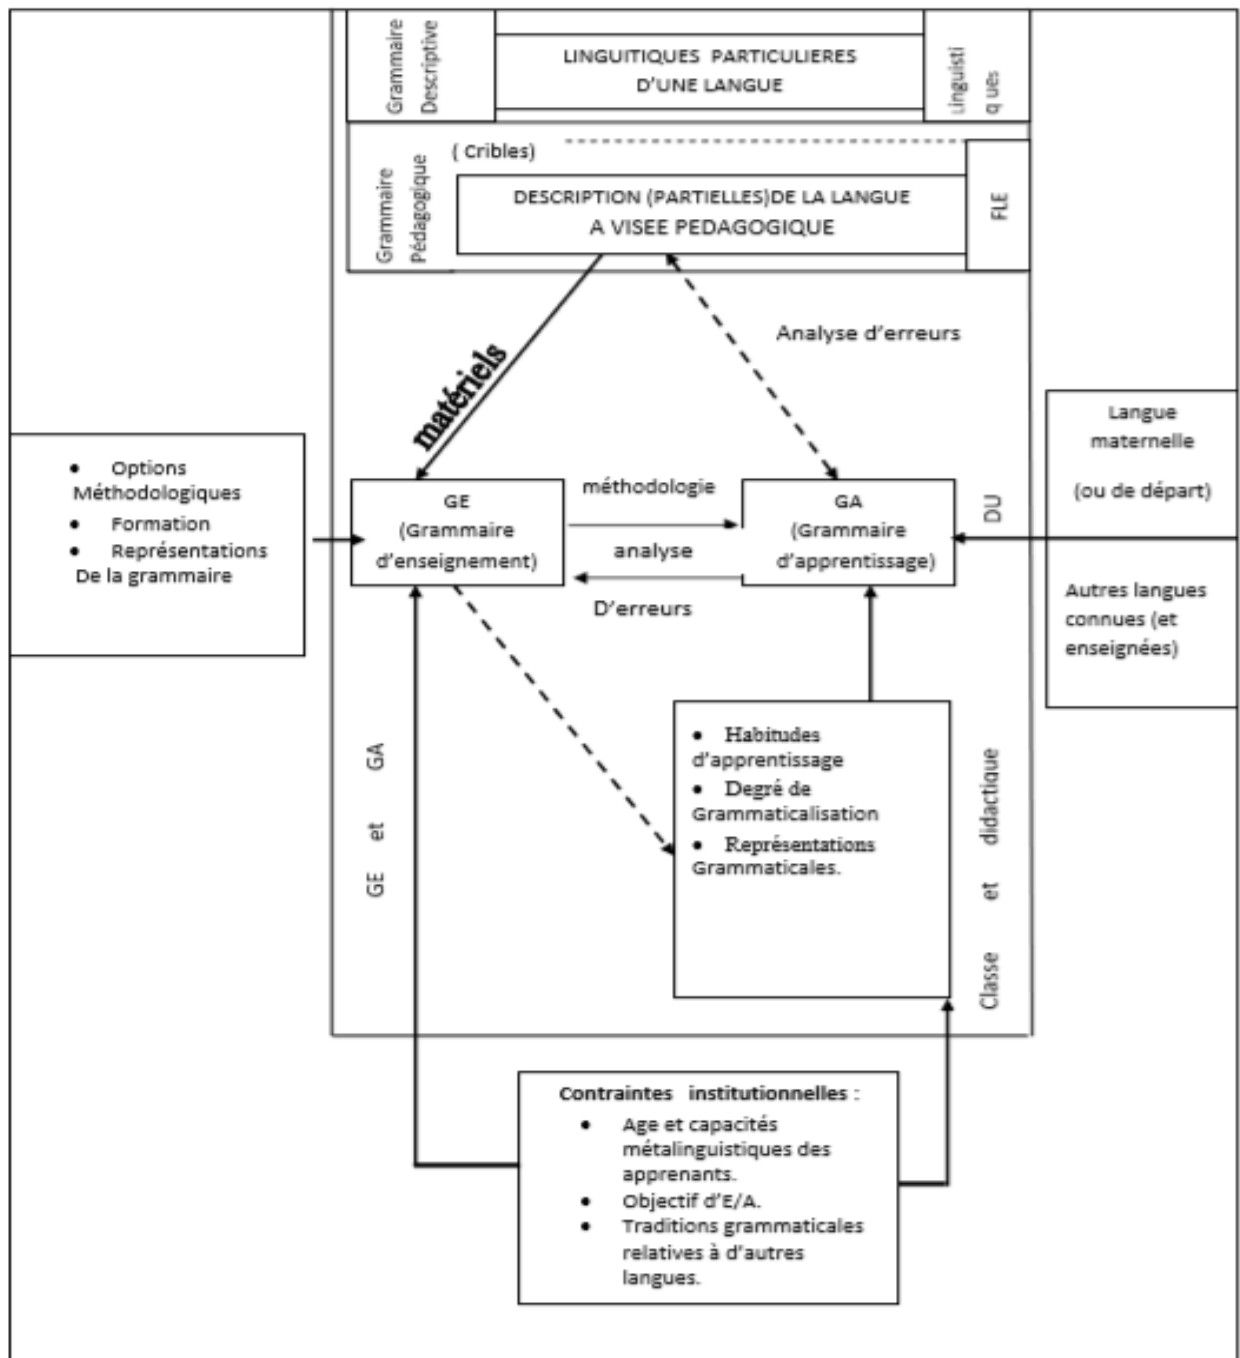 Grammaire
Descriptive
LINGUITIQUES PARTICULIERES
D'UNE LANGUE
Linguisti
q ues
Grammaire
Pédagogique
( Cribles)
DESCRIPTION (PARTIELLES)DE LA LANGUE
A VISEE PEDAGOGIQUE
FLE
matériels
Analyse d'erreurs
• Options
Méthodologiques
• Formation
• Représentations
De la grammaire
GE
(Grammaire
d'enseignement)
méthodologie
analyse
D'erreurs
GA
(Grammaire
d'apprentissage)
Langue
maternelle
(ou de départ)
Autres langues
connues (et
enseignées)
GE et GA
• Habitudes
d'apprentissage
• Degré de
Grammaticalisation
• Représentations
Grammaticales.
Classe et didactique DU
Contraintes institutionnelles :
• Age et capacités
métalinguistiques des
apprenants.
• Objectif d'E/A.
• Traditions grammaticales
relatives à d'autres
langues.